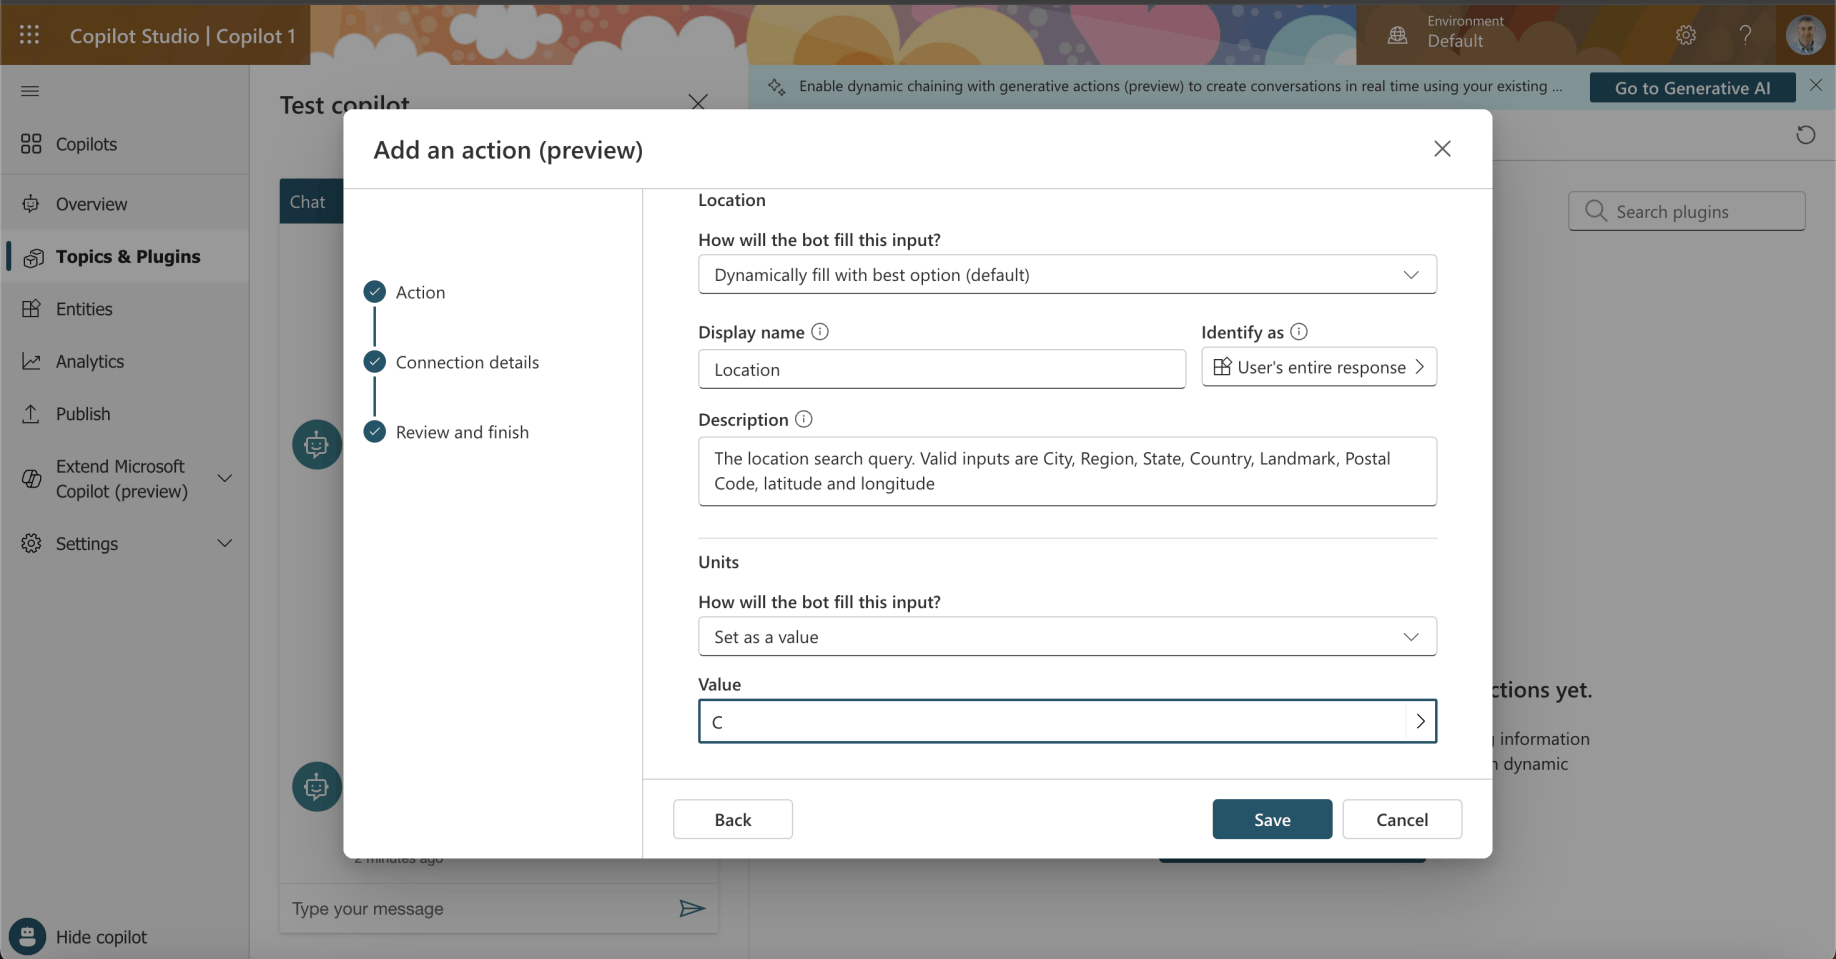 Copilot Studio | Copilot 1
Environment
Default
?
Enable dynamic chaining with generative actions (preview) to create conversations in real time using your existing ...
Go to Generative AI
Test copilot
Copilots
Overview
Topics & Plugins
Entities
Analytics
Publish
Extend Microsoft
Copilot (preview)
Settings
Hide copilot
Chat
2 minutes ago
Type your message
Search plugins
ctions yet.
information
dynamic
Add an action (preview)
Action
Connection details
Review and finish
Location
How will the bot fill this input?
Dynamically fill with best option (default)
Display name
Identify as
Location
User's entire response
Description
The location search query. Valid inputs are City, Region, State, Country, Landmark, Postal
Code, latitude and longitude
Units
How will the bot fill this input?
Set as a value
Value
C
Back
Save
Cancel